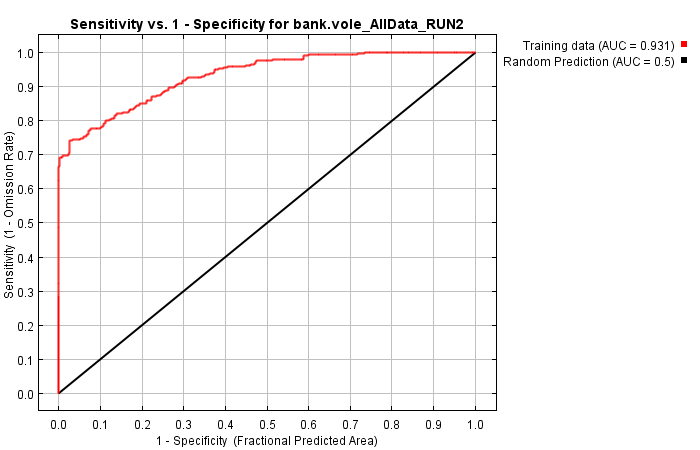 Sensitivity vs. 1 - Specificity for bank.vole_AllData_RUN2
Training data (AUC = 0.931)
Random Prediction (AUC = 0.5)
Sensitivity (1 - Omission Rate)
1.0
0.9
0.8
0.7
0.6
0.5
0.4
0.3
0.2
0.1
0.0
0.0 0.1 0.2 0.3 0.4 0.5 0.6 0.7 0.8 0.9 1.0
1 - Specificity (Fractional Predicted Area)